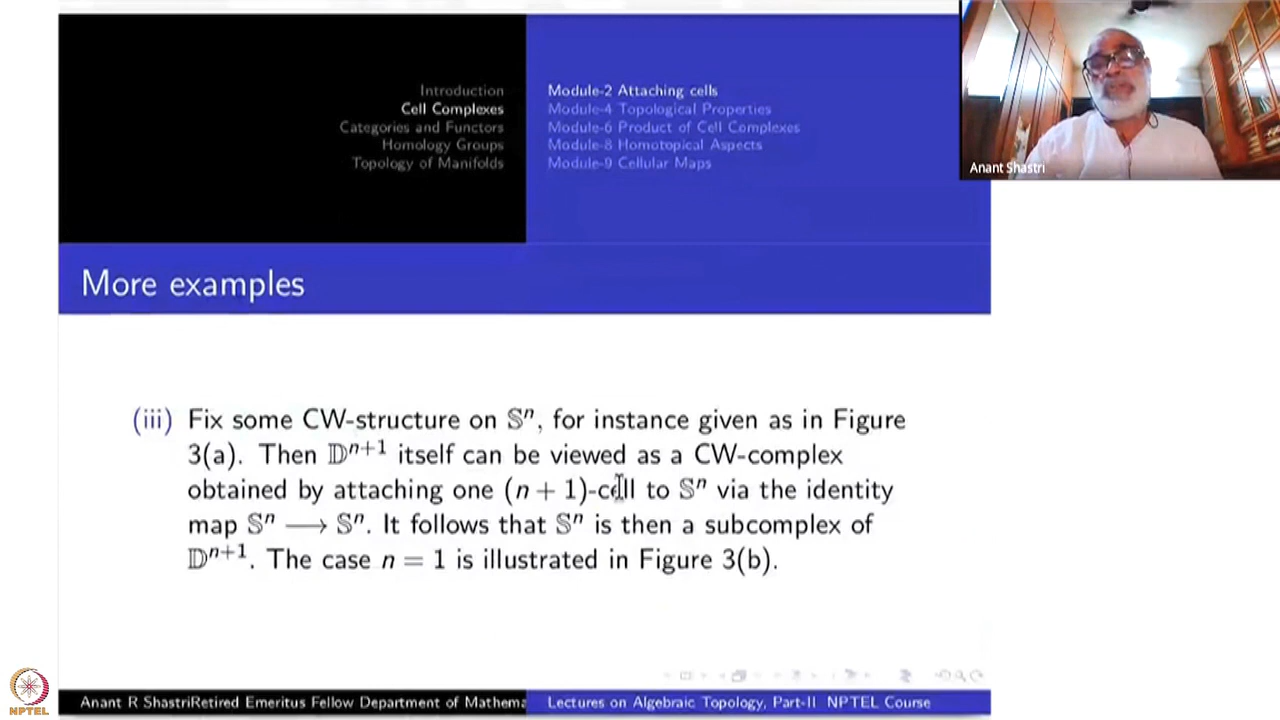 Introduction
Cell Complexes
Categories and Functors
Homology Groups
Topology of Manifolds
Module-2 Attaching cells
Module-4 Topological Properties
Module-6 Product of Cell Complexes
Module-8 Homotopical Aspects
Module-9 Cellular Maps
Anant Shastri
More examples
(iii) Fix some CW-structure on 𝕊ⁿ, for instance given as in Figure
3(a). Then 𝔻ⁿ⁺¹ itself can be viewed as a CW-complex
obtained by attaching one (n + 1)-cell to 𝕊ⁿ via the identity
map 𝕊ⁿ ⟶ 𝕊ⁿ. It follows that 𝕊ⁿ is then a subcomplex of
𝔻ⁿ⁺¹. The case n = 1 is illustrated in Figure 3(b).
NPTEL
Anant R ShastriRetired Emeritus Fellow Department of Mathema
Lectures on Algebraic Topology, Part-II NPTEL Course